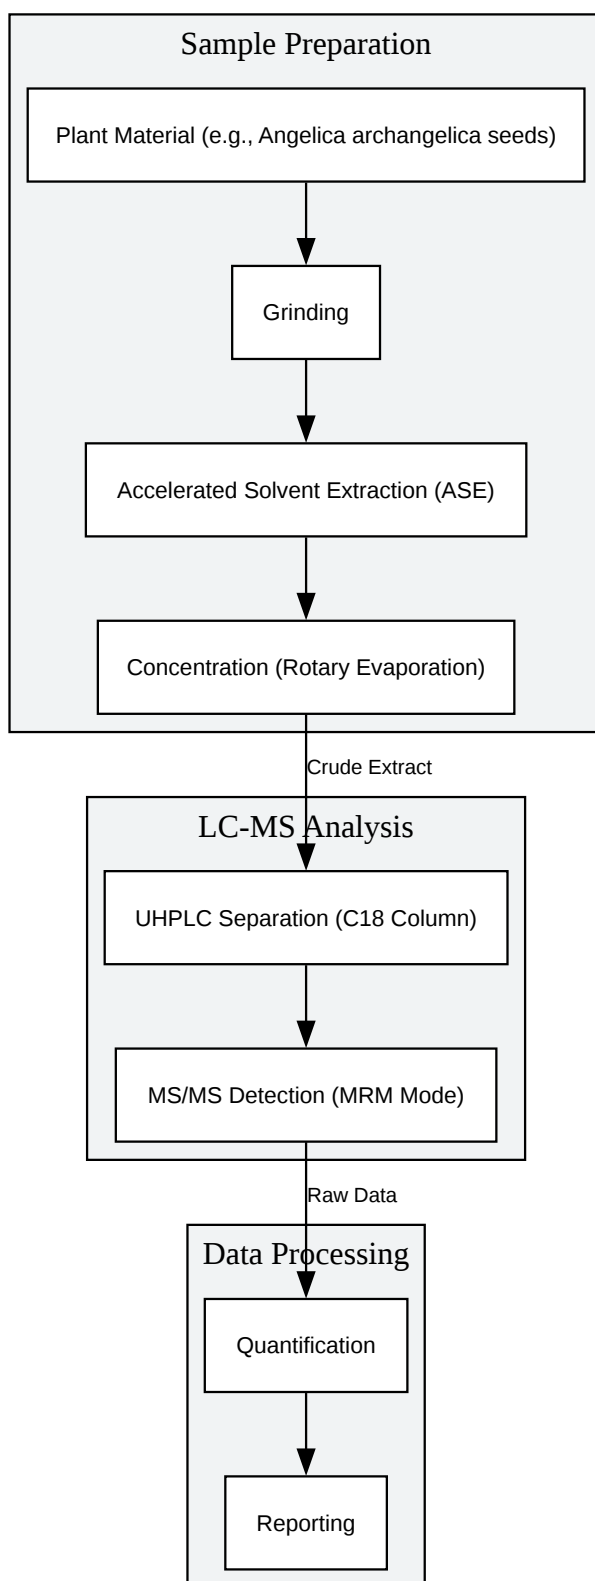 Sample Preparation
Plant Material (e.g., Angelica archangelica seeds)
Grinding
Accelerated Solvent Extraction (ASE)
Concentration (Rotary Evaporation)
Crude Extract
LC-MS Analysis
UHPLC Separation (C18 Column)
MS/MS Detection (MRM Mode)
Raw Data
Data Processing
Quantification
Reporting